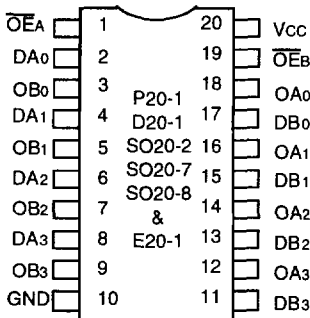 O̅E̅A 1 20 VCC
DA0 2 19 O̅E̅B
OB0 3 18 OA0
P20-1
DA1 4 17 DB0
D20-1
OB1 5 SO20-2 16 OA1
DA2 6 SO20-7 15 DB1
SO20-8
OB2 7 14 OA2
&
DA3 8 13 DB2
E20-1
OB3 9 12 OA3
GND 10 11 DB3